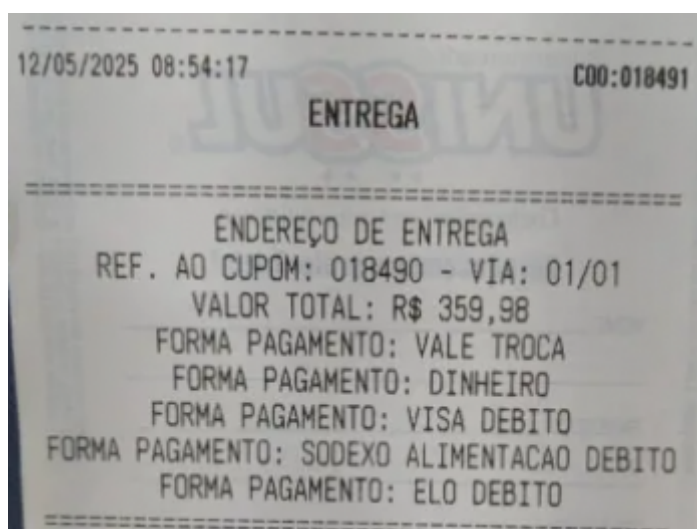 12/05/2025 08:54:17 COO:018491
ENTREGA
UNISSUL
ENDEREÇO DE ENTREGA
REF. AO CUPOM: 018490 - VIA: 01/01
VALOR TOTAL: R$ 359,98
FORMA PAGAMENTO: VALE TROCA
FORMA PAGAMENTO: DINHEIRO
FORMA PAGAMENTO: VISA DEBITO
FORMA PAGAMENTO: SODEXO ALIMENTACAO DEBITO
FORMA PAGAMENTO: ELO DEBITO